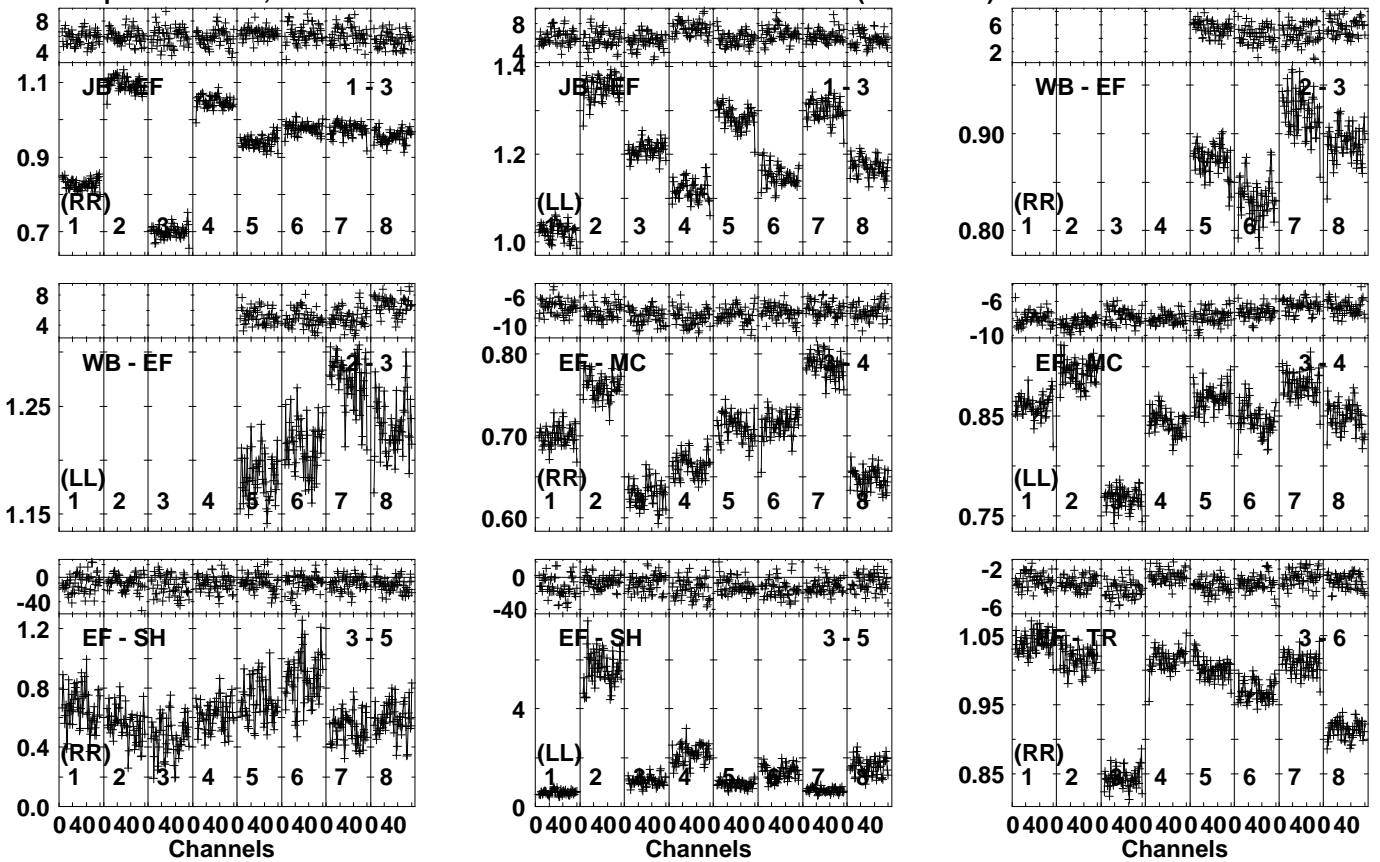 8
4
1.1
0.9
0.7
JB - EF
1 - 3
(RR)
1 2 3 4 5 6 7 8
8
4
1.4
1.2
1.0
JB - EF
1 - 3
(LL)
1 2 3 4 5 6 7 8
6
2
0.90
0.80
WB - EF
2 - 3
(RR)
1 2 3 4 5 6 7 8
8
4
1.25
1.15
WB - EF
2 - 3
(LL)
1 2 3 4 5 6 7 8
-6
-10
0.80
0.70
0.60
EF - MC
3 - 4
(RR)
1 2 3 4 5 6 7 8
-6
-10
0.85
0.75
EF - MC
3 - 4
(LL)
1 2 3 4 5 6 7 8
0
-40
1.2
0.8
0.4
0.0
EF - SH
3 - 5
(RR)
1 2 3 4 5 6 7 8
0 40 0 40 0 40 0 40 0 40 0 40 0 40 0 40
Channels
0
-40
4
0
EF - SH
3 - 5
(LL)
1 2 3 4 5 6 7 8
0 40 0 40 0 40 0 40 0 40 0 40 0 40 0 40
Channels
-2
-6
1.05
0.95
0.85
EF - TR
3 - 6
(RR)
1 2 3 4 5 6 7 8
0 40 0 40 0 40 0 40 0 40 0 40 0 40 0 40
Channels